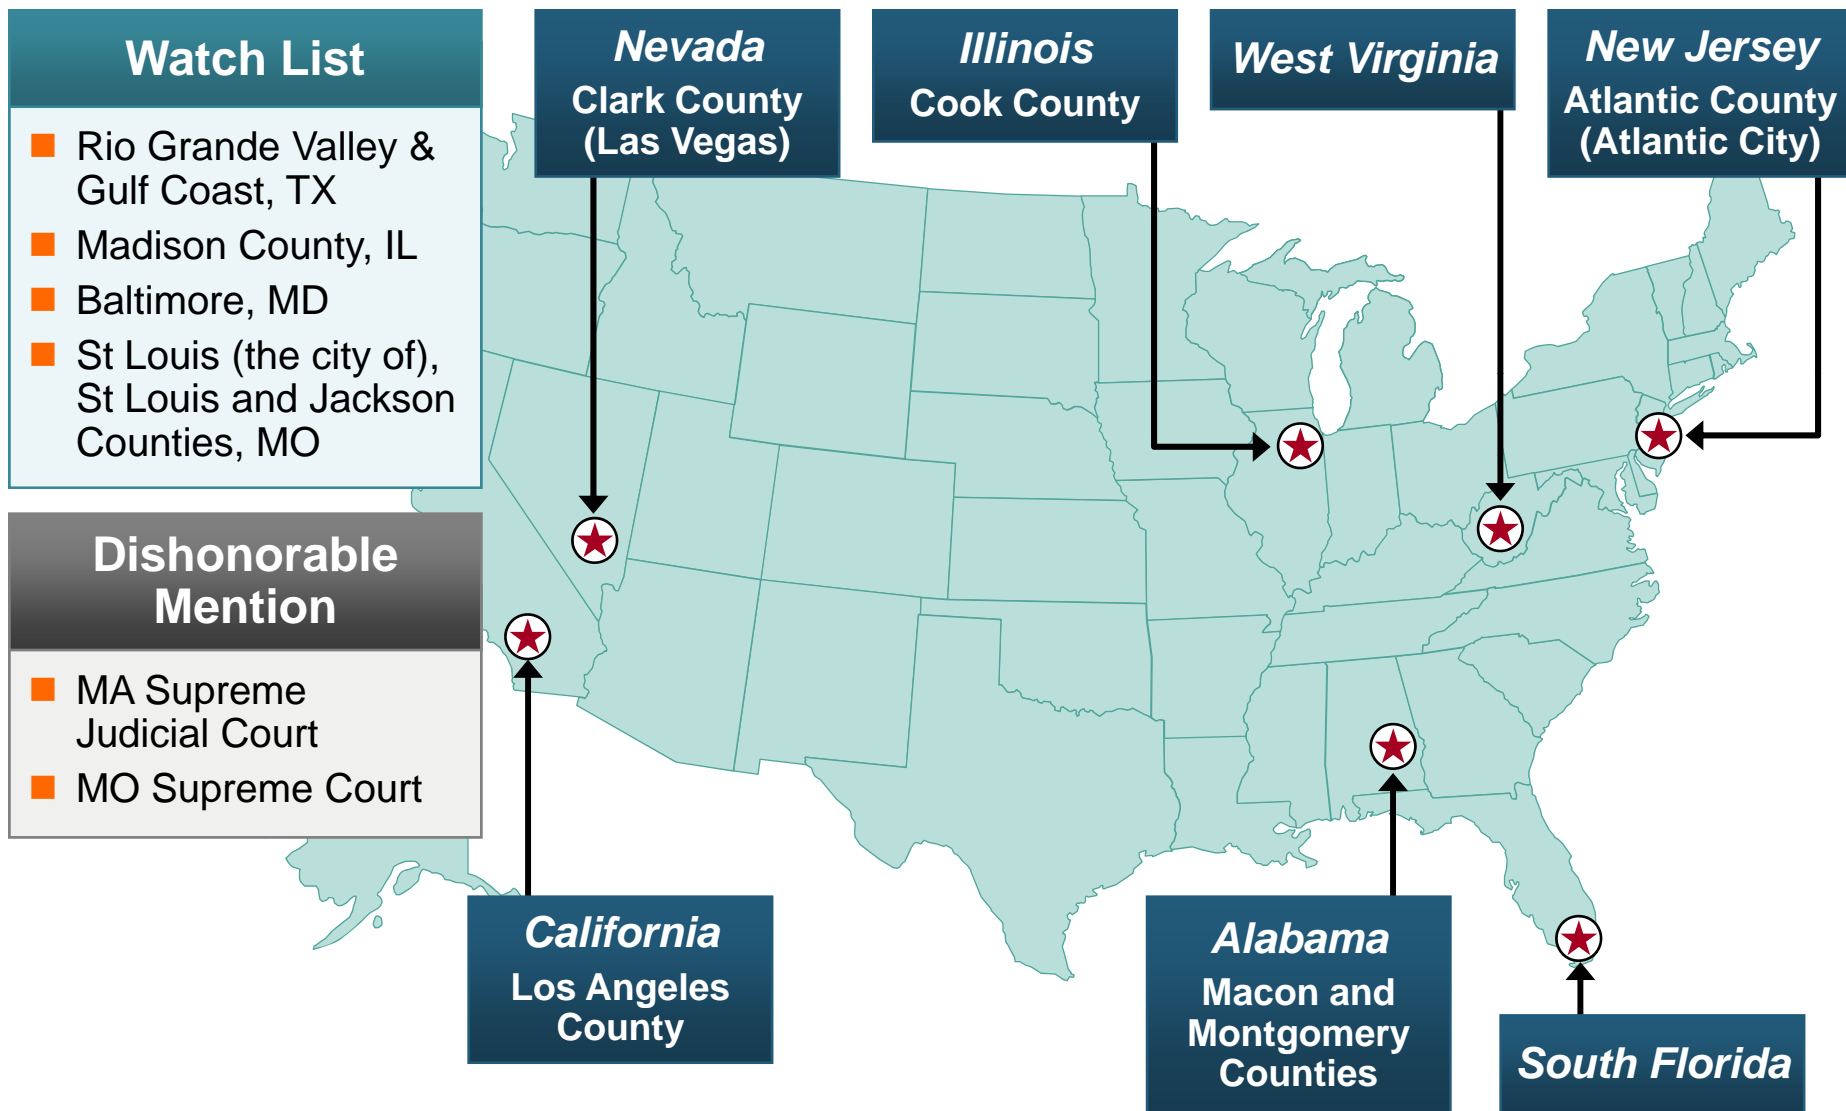 Watch List
Rio Grande Valley &
Gulf Coast, TX
Madison County, IL
Baltimore, MD
St Louis (the city of),
St Louis and Jackson
Counties, MO
Dishonorable
Mention
MA Supreme
Judicial Court
MO Supreme Court
Nevada
Clark County
(Las Vegas)
Illinois
Cook County
West Virginia
New Jersey
Atlantic County
(Atlantic City)
California
Los Angeles
County
Alabama
Macon and
Montgomery
Counties
South Florida